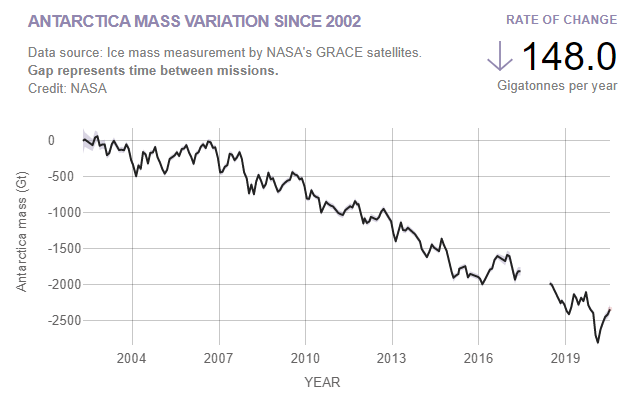 ANTARCTICA MASS VARIATION SINCE 2002
RATE OF CHANGE
Data source: Ice mass measurement by NASA's GRACE satellites.
Gap represents time between missions.
Credit: NASA
↓ 148.0
Gigatonnes per year
Antarctica mass (Gt)
0
-500
-1000
-1500
-2000
-2500
2004 2007 2010 2013 2016 2019
YEAR